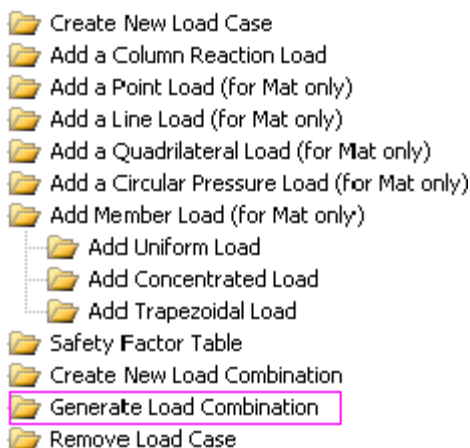 Create New Load Case
Add a Column Reaction Load
Add a Point Load (for Mat only)
Add a Line Load (for Mat only)
Add a Quadrilateral Load (for Mat only)
Add a Circular Pressure Load (for Mat only)
Add Member Load (for Mat only)
Add Uniform Load
Add Concentrated Load
Add Trapezoidal Load
Safety Factor Table
Create New Load Combination
Generate Load Combination
Remove Load Case